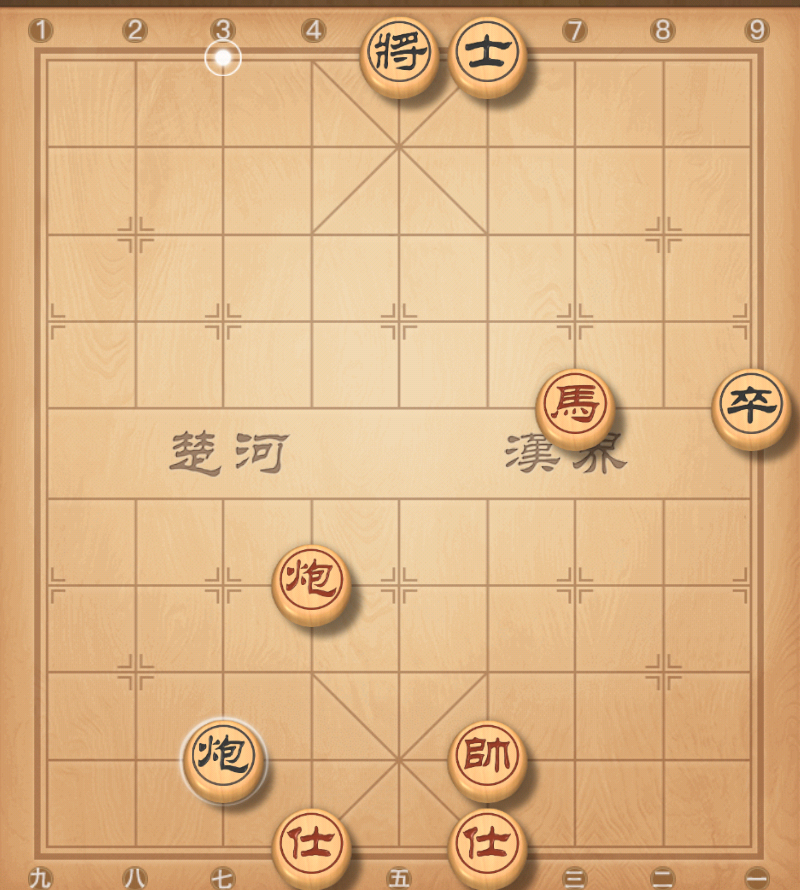 1 2 3 4 7 8 9
將 士
馬 卒
楚河 漢界
炮
炮 帥
仕 仕
九 八 七 五 三 二 一